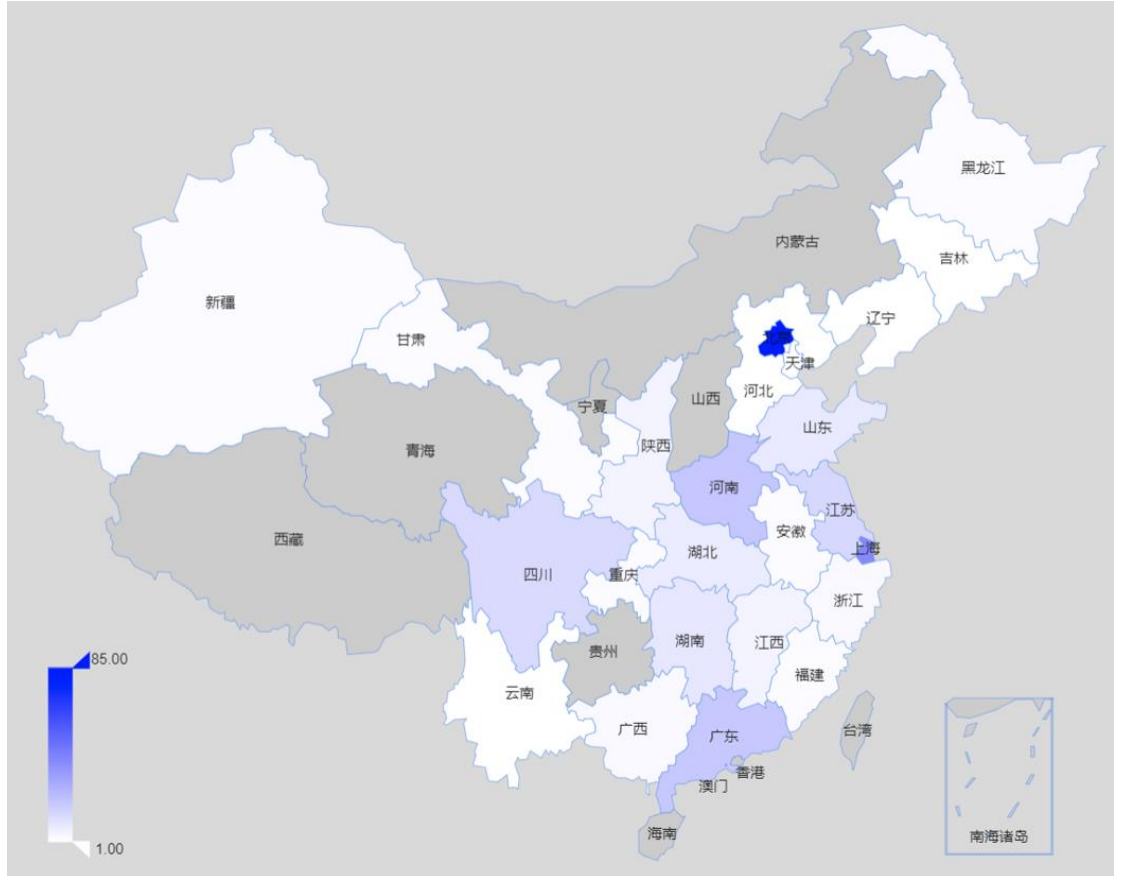 黑龙江
内蒙古
吉林
新疆
辽宁
甘肃
天津
河北
山西
宁夏
山东
陕西
青海
河南
江苏
安徽
西藏
上海
湖北
四川
重庆
浙江
湖南
江西
贵州
福建
云南
广西
广东
台湾
香港
澳门
海南
南海诸岛
85.00
1.00